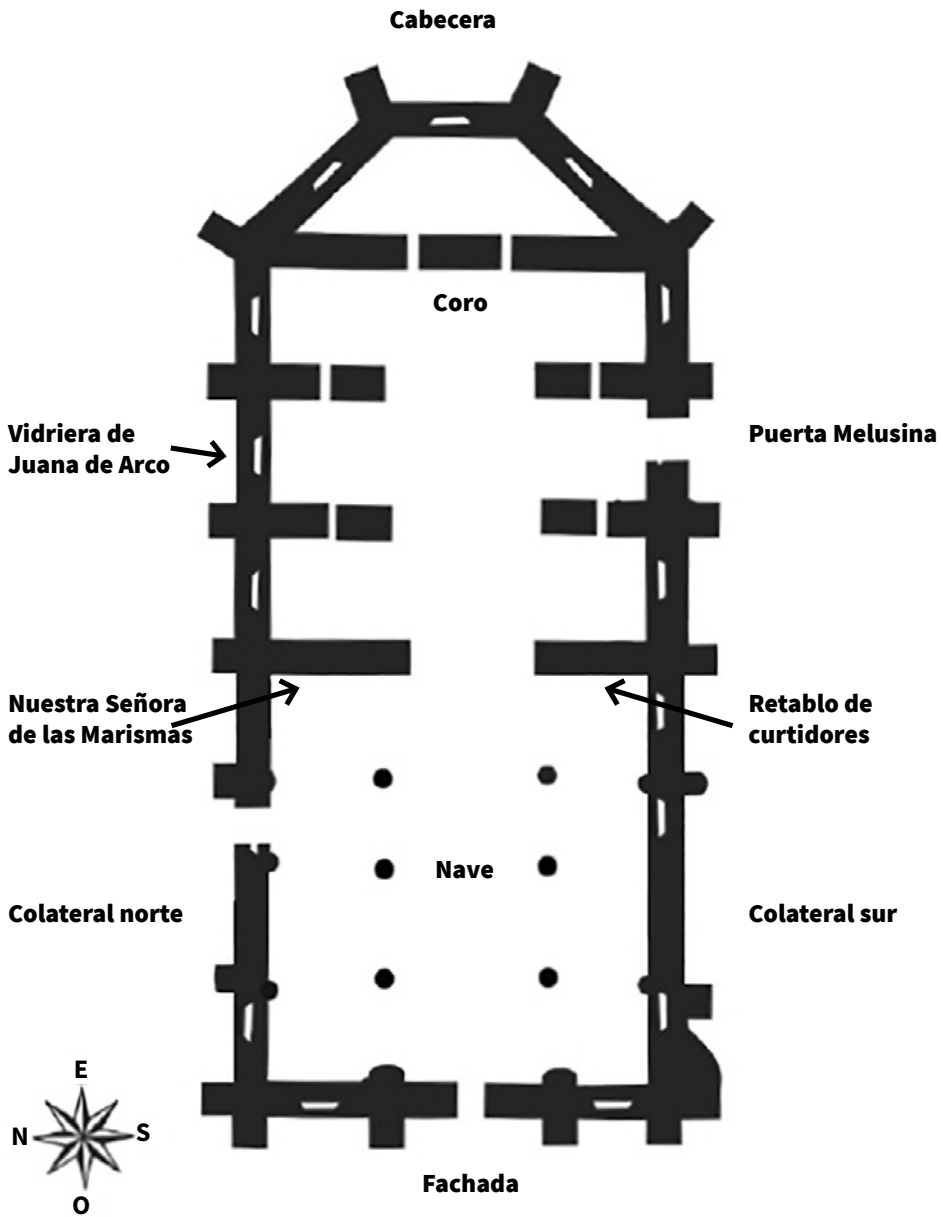 Cabecera
Coro
Vidriera de
Juana de Arco
Puerta Melusina
Nuestra Señora
de las Marismas
Retablo de
curtidores
Nave
Colateral norte
Colateral sur
E
N
S
O
Fachada